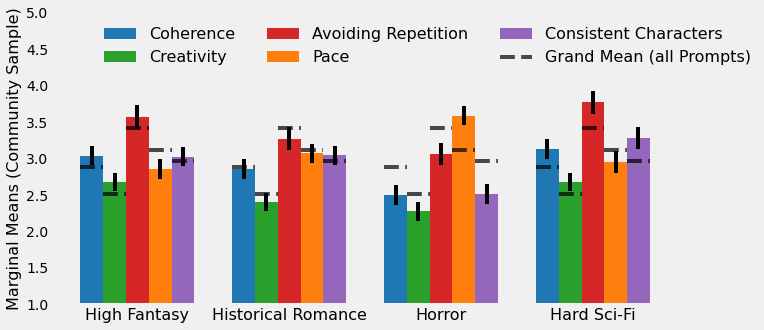 Marginal Means (Community Sample)
5.0
4.5
4.0
3.5
3.0
2.5
2.0
1.5
1.0
Coherence
Creativity
Avoiding Repetition
Pace
Consistent Characters
Grand Mean (all Prompts)
High Fantasy
Historical Romance
Horror
Hard Sci-Fi